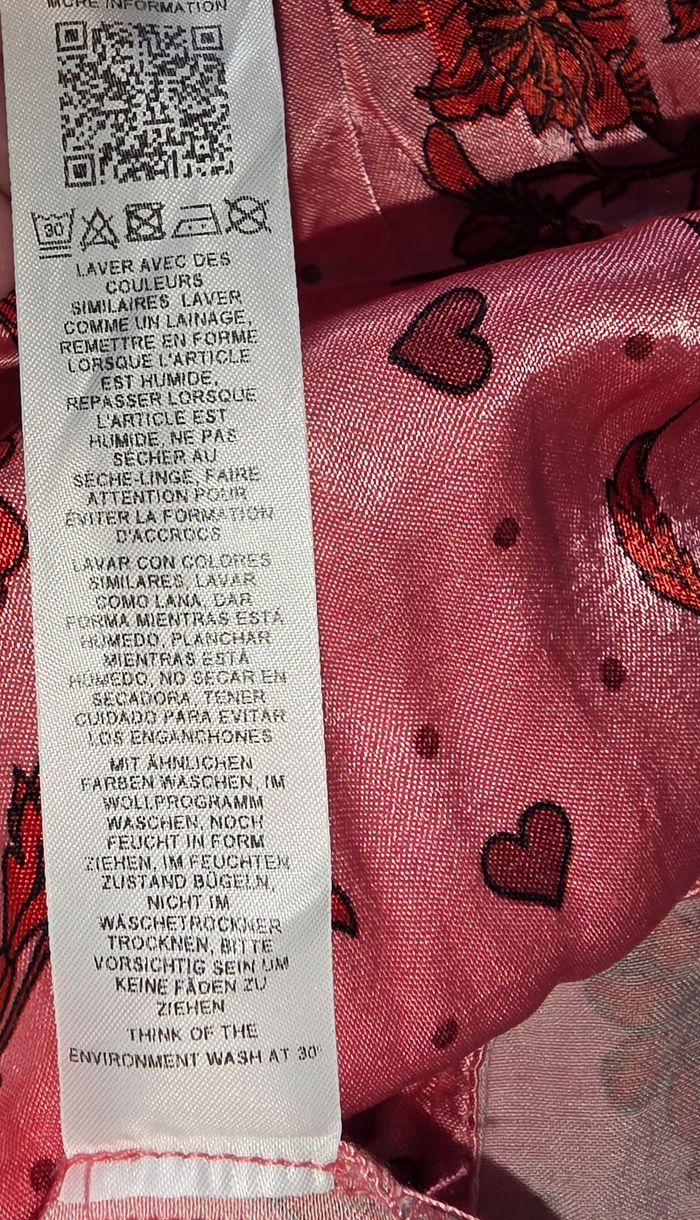 MORE INFORMATION
30
LAVER AVEC DES
COULEURS
SIMILAIRES, LAVER
COMME UN LAINAGE,
REMETTRE EN FORME
LORSQUE L'ARTICLE
EST HUMIDE,
REPASSER LORSQUE
L'ARTICLE EST
HUMIDE, NE PAS
SÉCHER AU
SÈCHE-LINGE, FAIRE
ATTENTION POUR
ÉVITER LA FORMATION
D'ACCROCS
LAVAR CON COLORES
SIMILARES, LAVAR
COMO LANA, DAR
FORMA MIENTRAS ESTÁ
HÚMEDO, PLANCHAR
MIENTRAS ESTÁ
HÚMEDO, NO SECAR EN
SECADORA, TENER
CUIDADO PARA EVITAR
LOS ENGANCHONES
MIT ÄHNLICHEN
FARBEN WASCHEN, IM
WOLLPROGRAMM
WASCHEN, NOCH
FEUCHT IN FORM
ZIEHEN, IM FEUCHTEN
ZUSTAND BÜGELN,
NICHT IM
WÄSCHETROCKNER
TROCKNEN, BITTE
VORSICHTIG SEIN UM
KEINE FÄDEN ZU
ZIEHEN
THINK OF THE
ENVIRONMENT WASH AT 30°